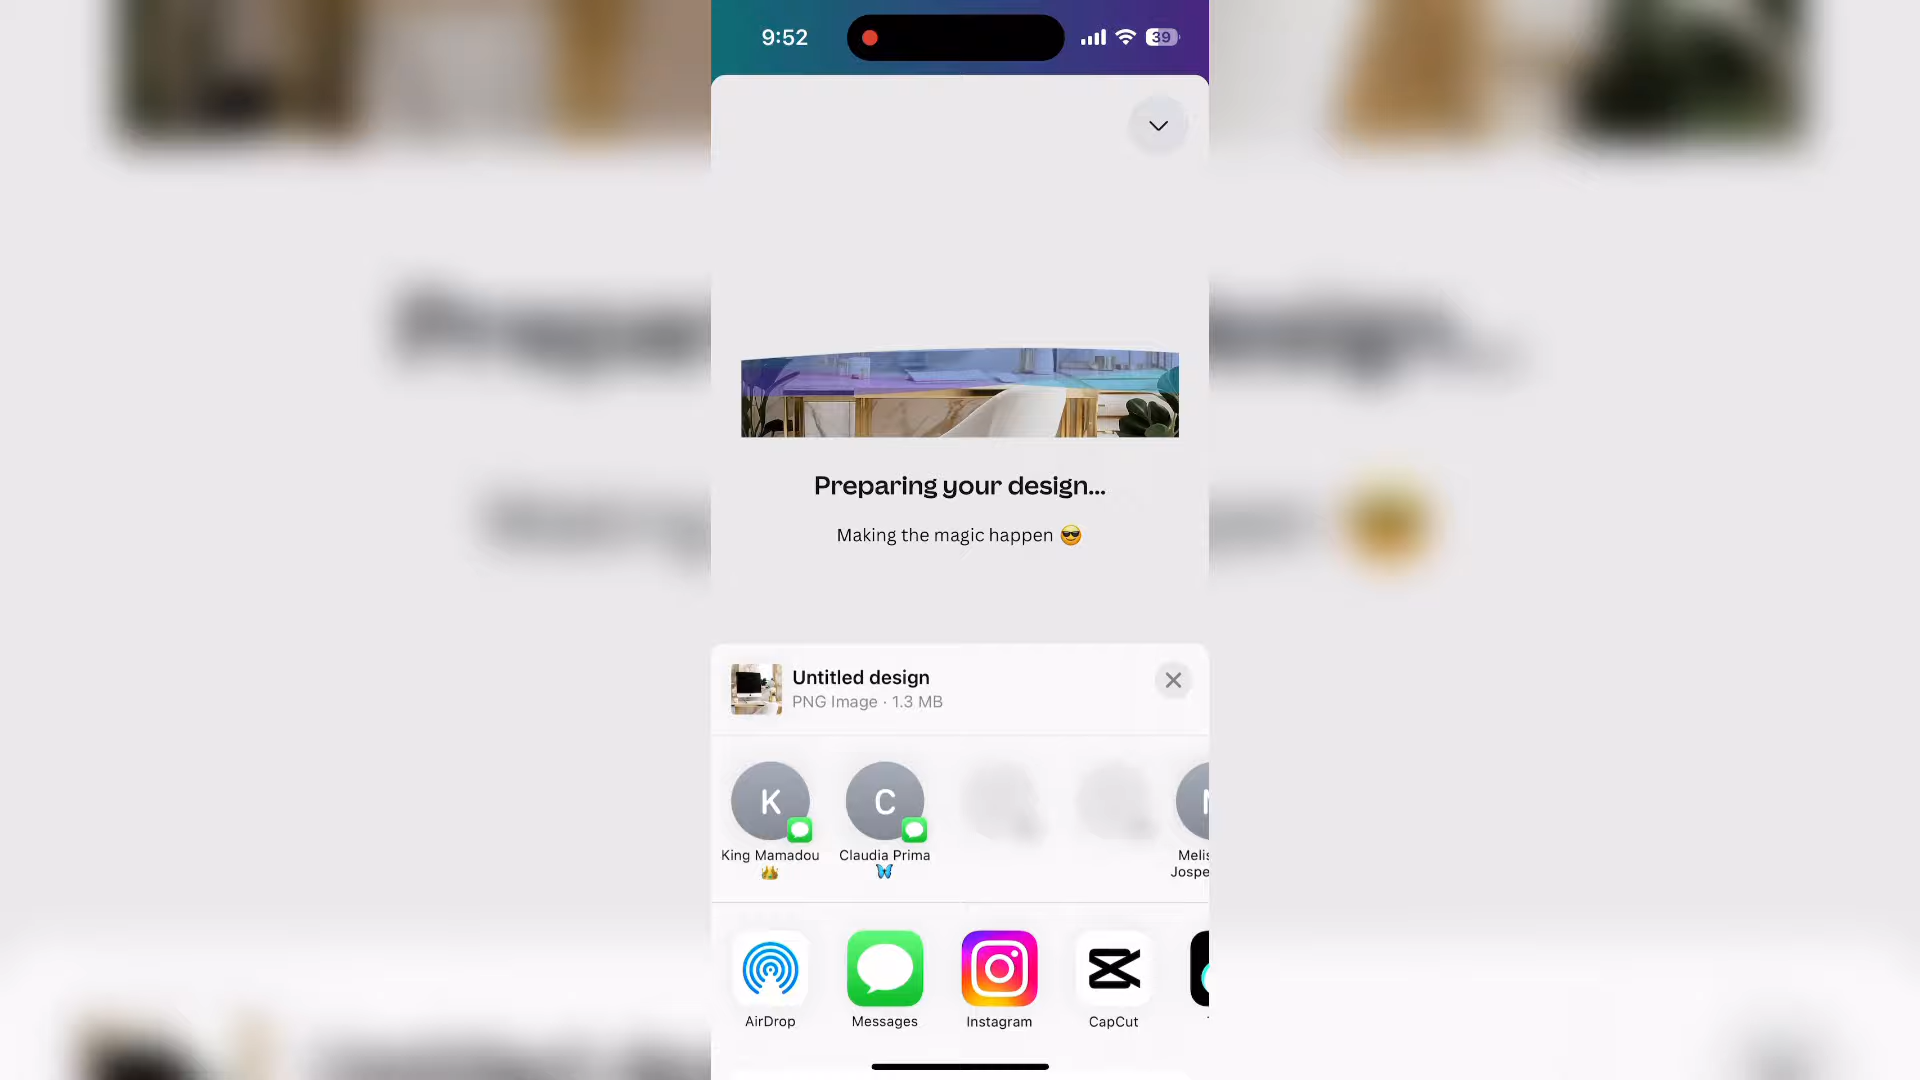 9:52
39
Preparing your design...
Making the magic happen 😎
Untitled design
PNG Image · 1.3 MB
K
C
King Mamadou
Claudia Prima
Melis
🦋
Jospe
AirDrop
Messages
Instagram
CapCut